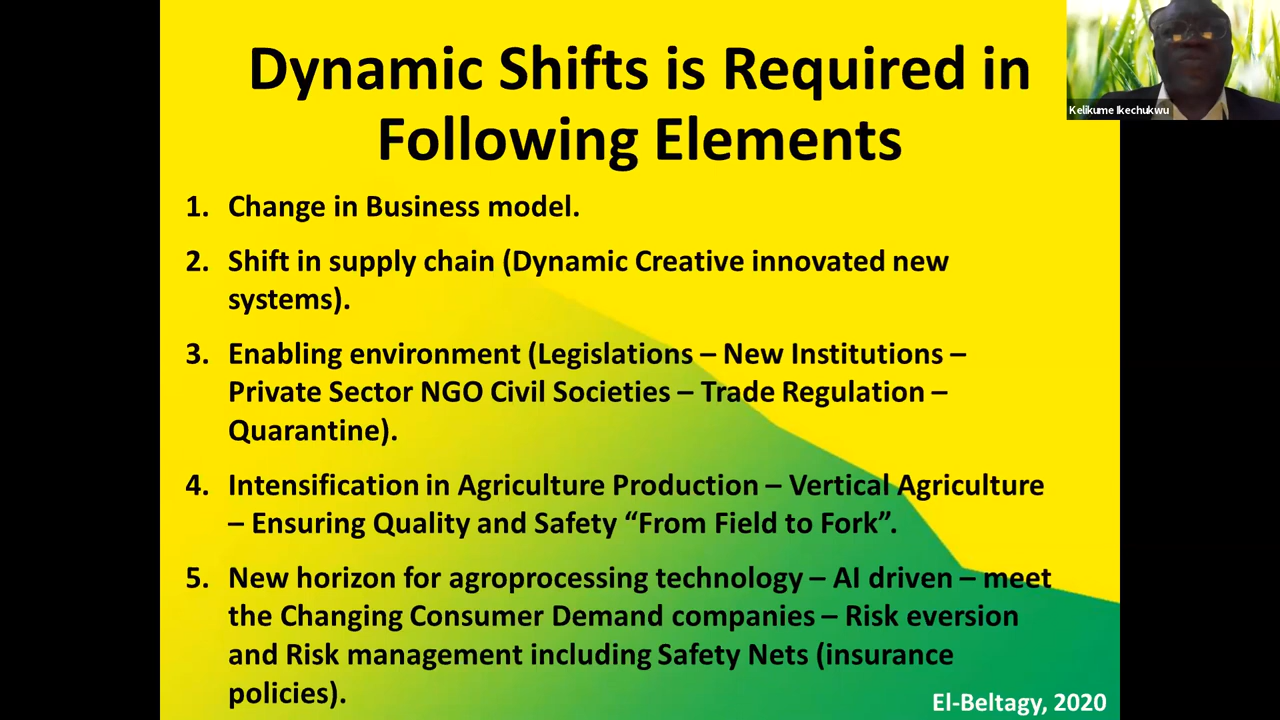 Dynamic Shifts is Required in
Following Elements
Kelikume Ikechukwu
1. Change in Business model.
2. Shift in supply chain (Dynamic Creative innovated new
systems).
3. Enabling environment (Legislations – New Institutions –
Private Sector NGO Civil Societies – Trade Regulation –
Quarantine).
4. Intensification in Agriculture Production – Vertical Agriculture
– Ensuring Quality and Safety “From Field to Fork”.
5. New horizon for agroprocessing technology – AI driven – meet
the Changing Consumer Demand companies – Risk eversion
and Risk management including Safety Nets (insurance
policies).
El-Beltagy, 2020